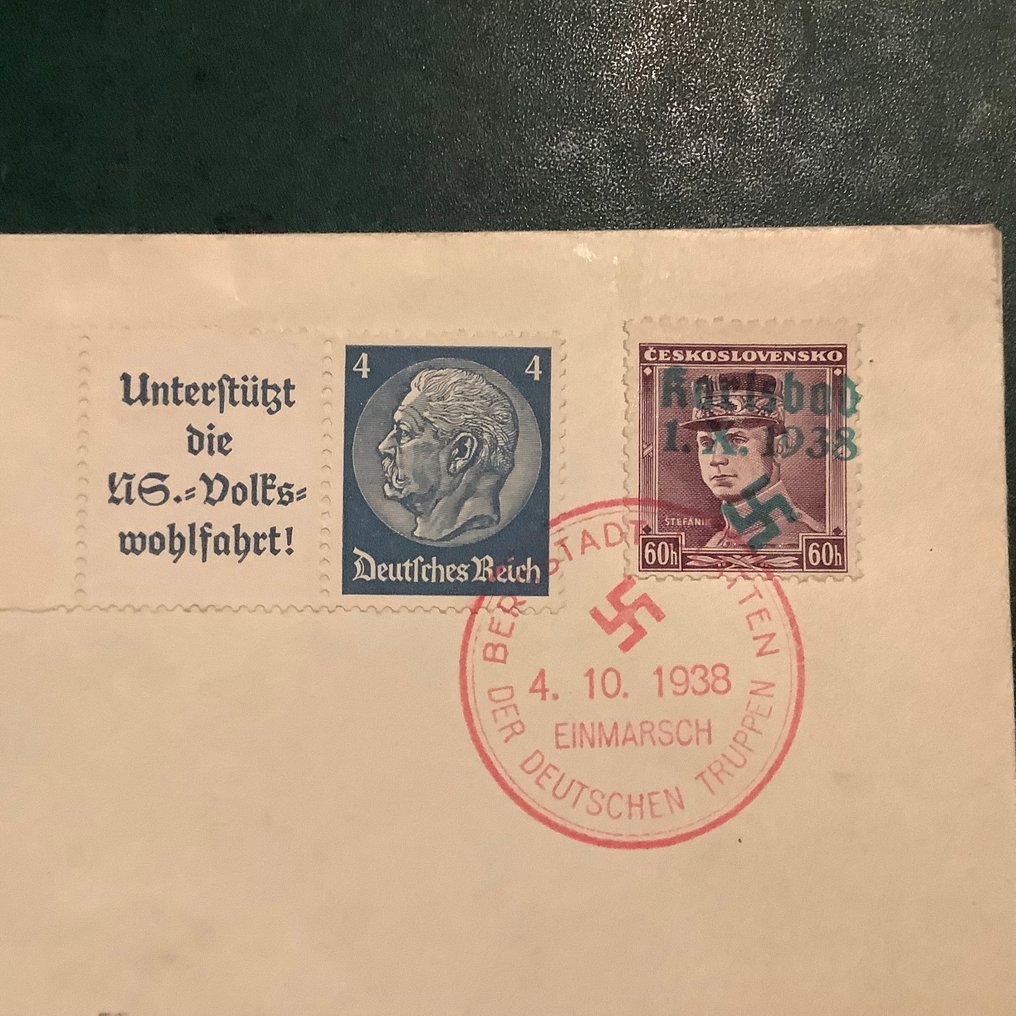 Unterstützt
die
NS.-Volks-
wohlfahrt!
4 4
Deutsches Reich
ČESKOSLOVENSKO
Karlsbad
1.X.1938
ŠTEFÁNIK
60h 60h
4. 10. 1938
EINMARSCH
DER DEUTSCHEN TRUPPEN